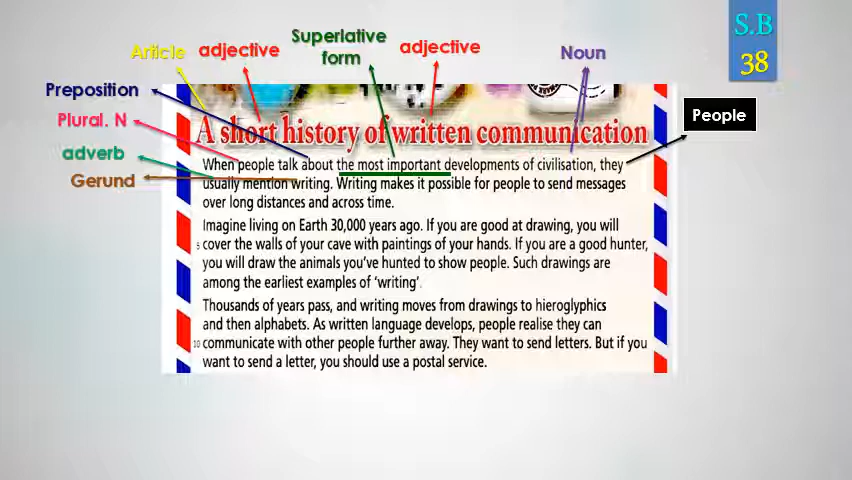 S.B
38
Superlative
form
Article
adjective
adjective
Noun
Preposition
People
Plural. N
adverb
Gerund
A short history of written communication
When people talk about the most important developments of civilisation, they
usually mention writing. Writing makes it possible for people to send messages
over long distances and across time.
Imagine living on Earth 30,000 years ago. If you are good at drawing, you will
5 cover the walls of your cave with paintings of your hands. If you are a good hunter,
you will draw the animals you've hunted to show people. Such drawings are
among the earliest examples of 'writing'.
Thousands of years pass, and writing moves from drawings to hieroglyphics
and then alphabets. As written language develops, people realise they can
10 communicate with other people further away. They want to send letters. But if you
want to send a letter, you should use a postal service.